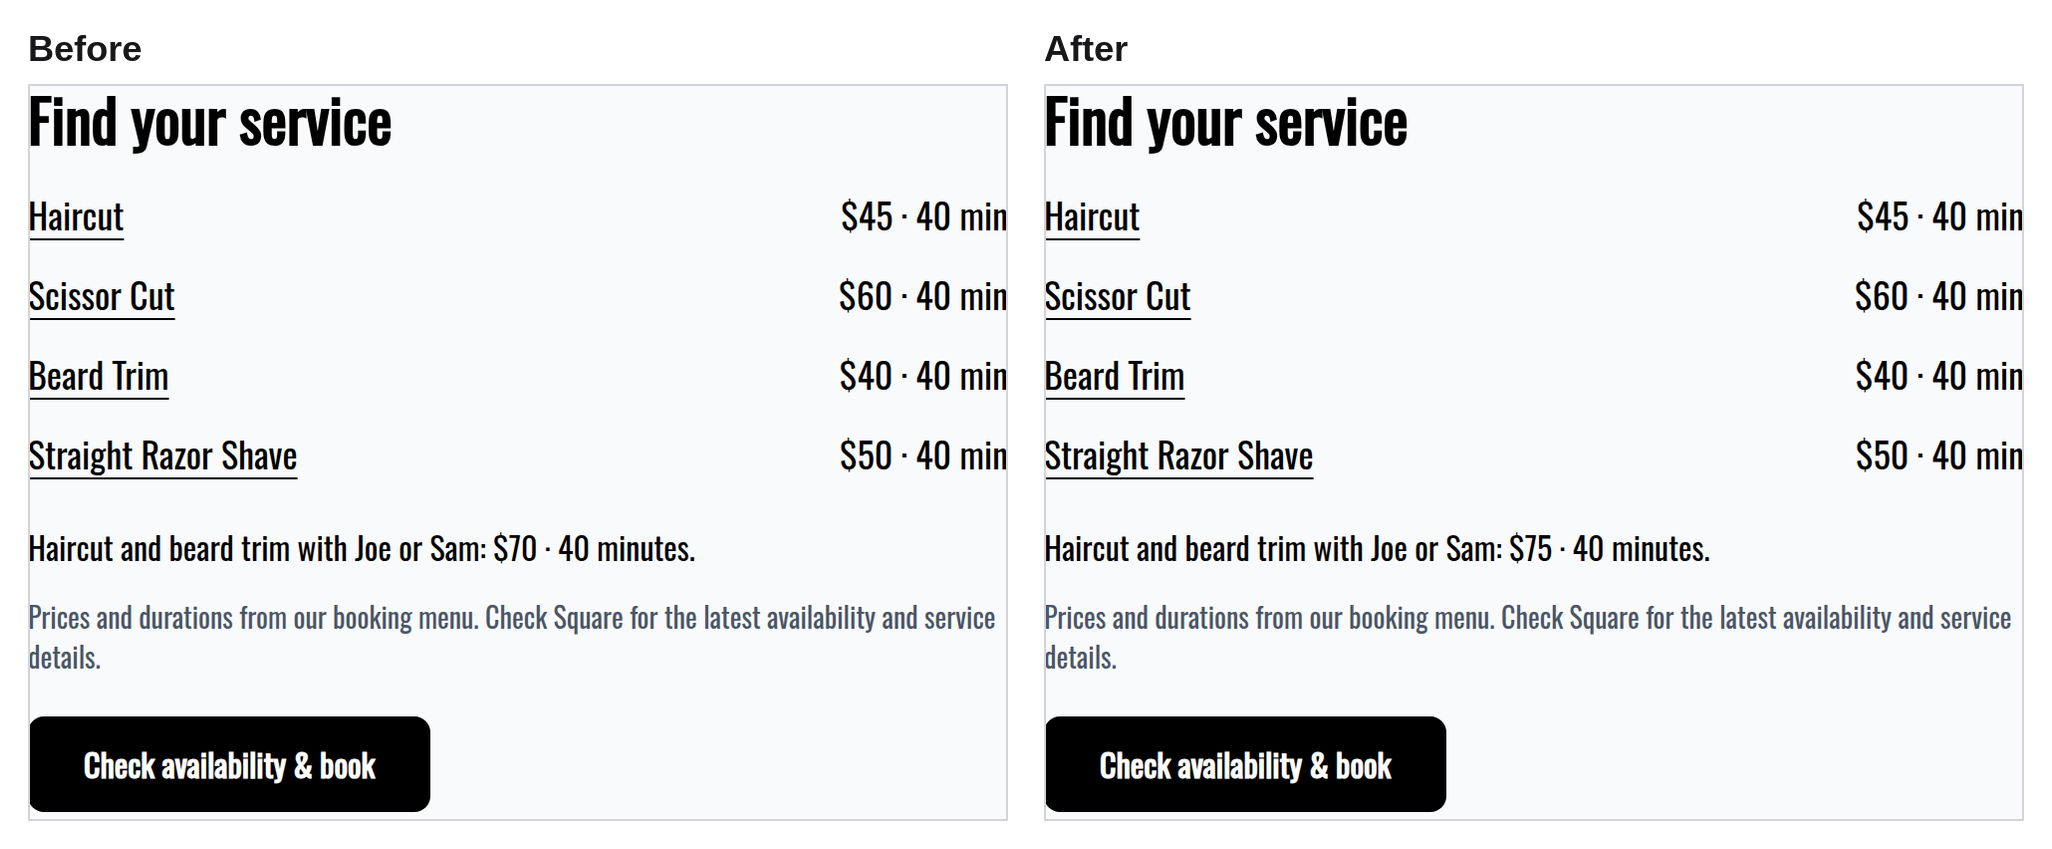 Before
Find your service
Haircut $45 · 40 min
Scissor Cut $60 · 40 min
Beard Trim $40 · 40 min
Straight Razor Shave $50 · 40 min
Haircut and beard trim with Joe or Sam: $70 · 40 minutes.
Prices and durations from our booking menu. Check Square for the latest availability and service
details.
Check availability & book
After
Find your service
Haircut $45 · 40 min
Scissor Cut $60 · 40 min
Beard Trim $40 · 40 min
Straight Razor Shave $50 · 40 min
Haircut and beard trim with Joe or Sam: $75 · 40 minutes.
Prices and durations from our booking menu. Check Square for the latest availability and service
details.
Check availability & book